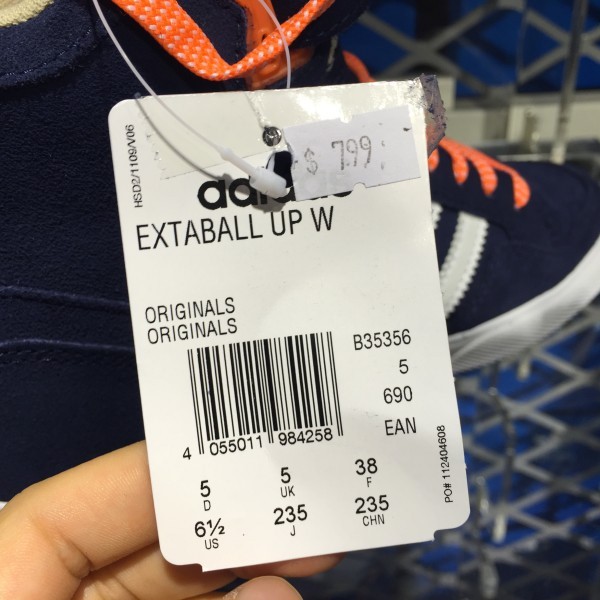 HSD2/1109/V06
$ 799
adidas
EXTABALL UP W
ORIGINALS
ORIGINALS
B35356
5
690
EAN
4 055011 984258
5 5 38
D UK F
6½ 235 235
US J CHN
PO# 112404608